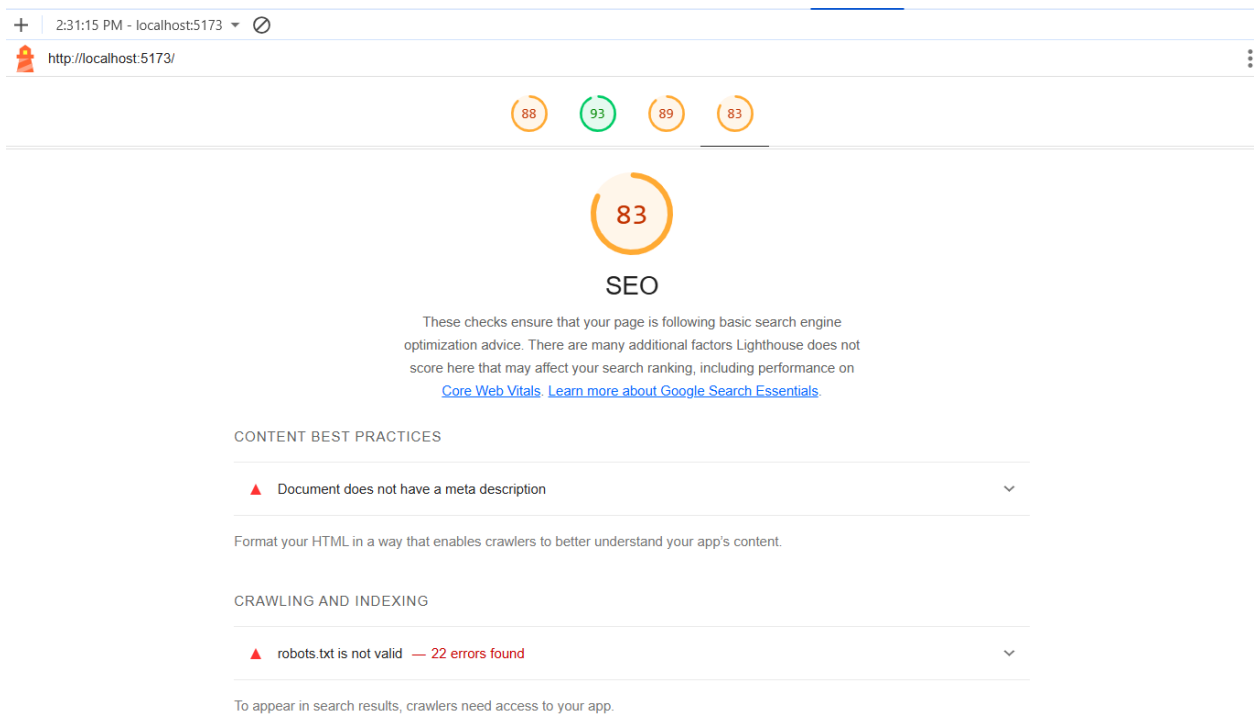 2:31:15 PM - localhost:5173
http://localhost:5173/
88
93
89
83
83
SEO
These checks ensure that your page is following basic search engine
optimization advice. There are many additional factors Lighthouse does not
score here that may affect your search ranking, including performance on
Core Web Vitals. Learn more about Google Search Essentials.
CONTENT BEST PRACTICES
Document does not have a meta description
Format your HTML in a way that enables crawlers to better understand your app’s content.
CRAWLING AND INDEXING
robots.txt is not valid — 22 errors found
To appear in search results, crawlers need access to your app.